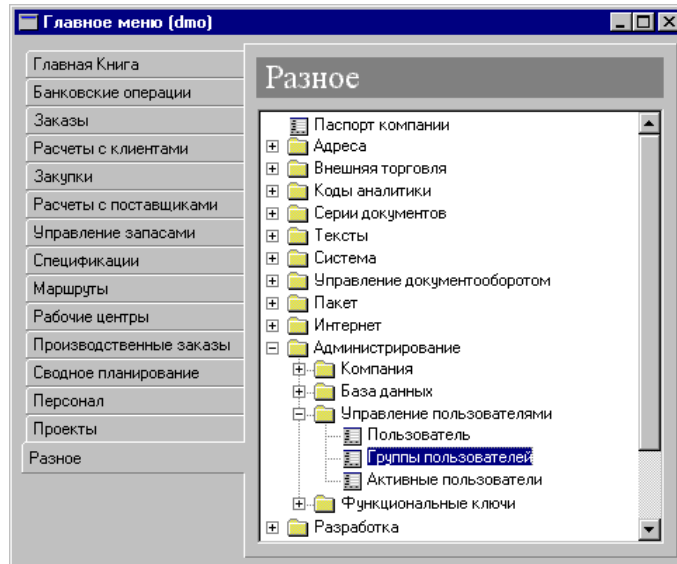 Главное меню (dmo)
Главная Книга
Банковские операции
Заказы
Расчеты с клиентами
Закупки
Расчеты с поставщиками
Управление запасами
Спецификации
Маршруты
Рабочие центры
Производственные заказы
Сводное планирование
Персонал
Проекты
Разное
Разное
Паспорт компании
Адреса
Внешняя торговля
Коды аналитики
Серии документов
Тексты
Система
Управление документооборотом
Пакет
Интернет
Администрирование
Компания
База данных
Управление пользователями
Пользователь
Группы пользователей
Активные пользователи
Функциональные ключи
Разработка